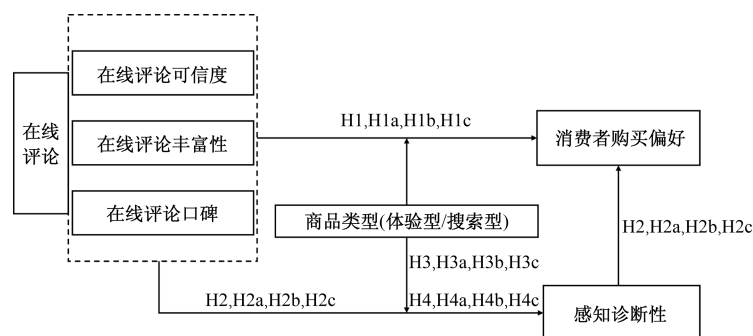 在线评论可信度
在线
评论
在线评论丰富性
在线评论口碑
H1,H1a,H1b,H1c
消费者购买偏好
商品类型(体验型/搜索型)
H3,H3a,H3b,H3c
H2,H2a,H2b,H2c
H2,H2a,H2b,H2c
H4,H4a,H4b,H4c
感知诊断性